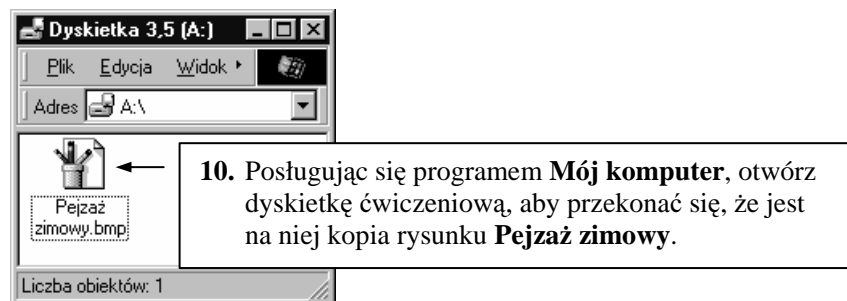 Dyskietka 3,5 (A:)
Plik Edycja Widok
Adres A:\
10. Posługując się programem Mój komputer, otwórz
dyskietkę ćwiczeniową, aby przekonać się, że jest
na niej kopia rysunku Pejzaż zimowy.
Pejzaż
zimowy.bmp
Liczba obiektów: 1